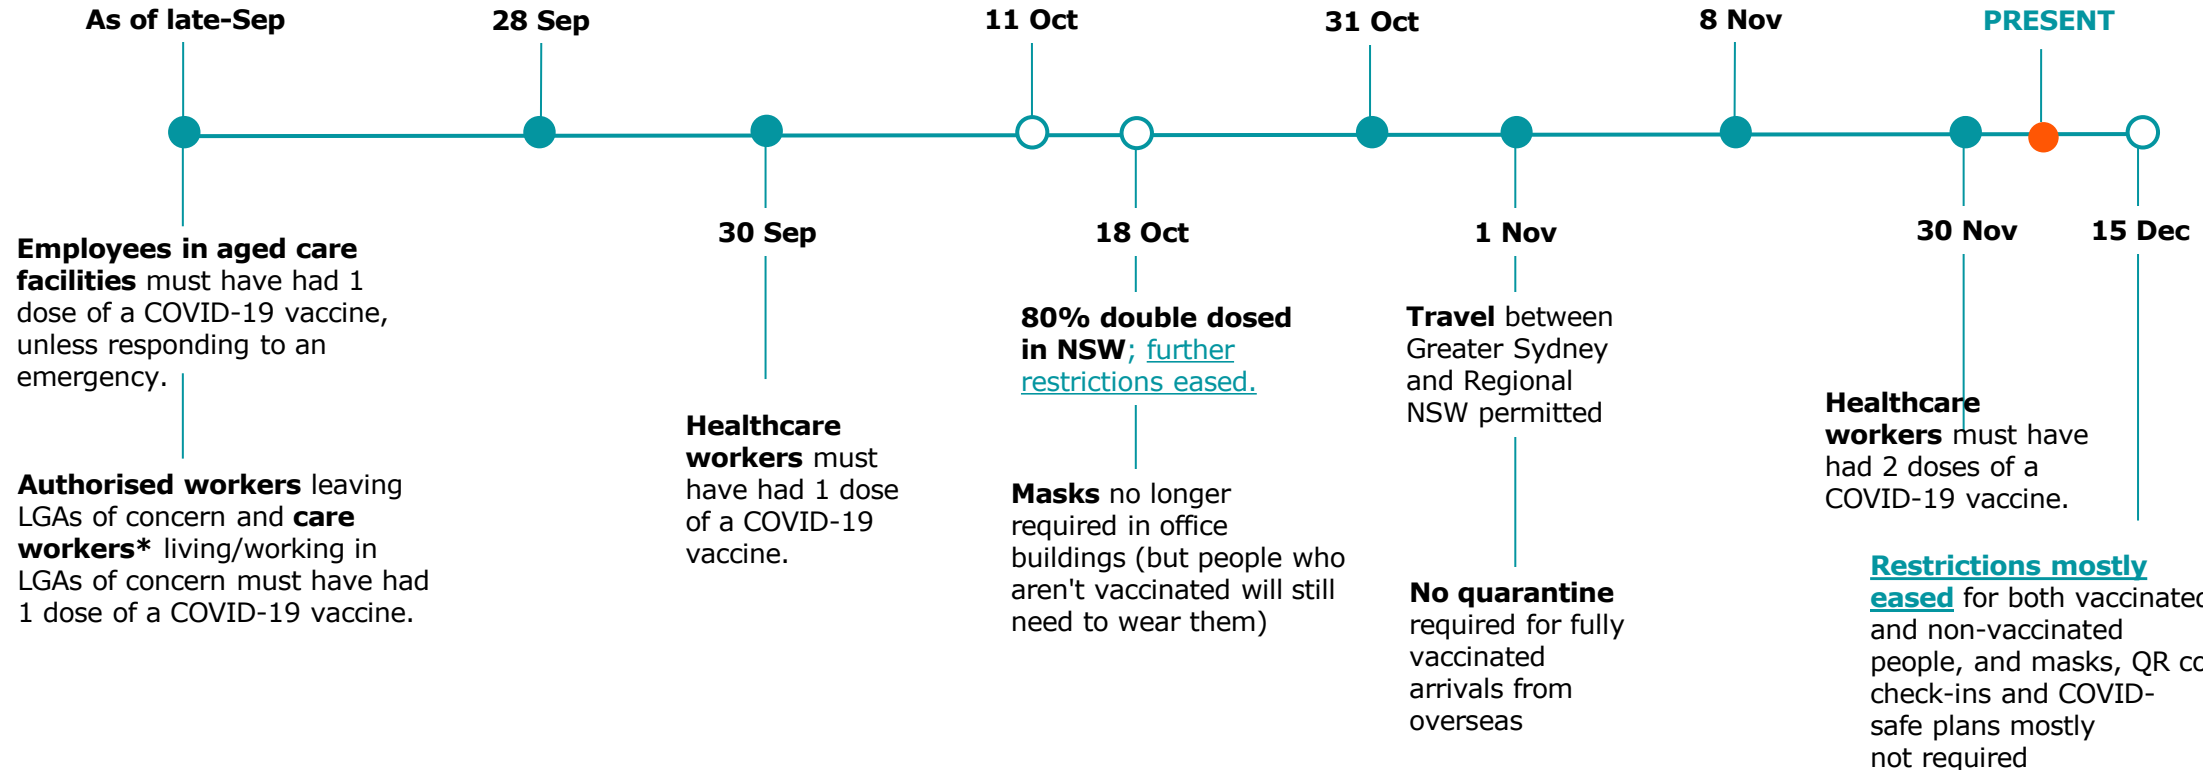 As of late-Sep
28 Sep
11 Oct
31 Oct
8 Nov
PRESENT
Employees in aged care
facilities must have had 1
dose of a COVID-19 vaccine,
unless responding to an
emergency.
Authorised workers leaving
LGAs of concern and care
workers* living/working in
LGAs of concern must have had
1 dose of a COVID-19 vaccine.
30 Sep
Healthcare
workers must
have had 1 dose
of a COVID-19
vaccine.
18 Oct
80% double dosed
in NSW; further
restrictions eased.
Masks no longer
required in office
buildings (but people who
aren't vaccinated will still
need to wear them)
1 Nov
Travel between
Greater Sydney
and Regional
NSW permitted
No quarantine
required for fully
vaccinated
arrivals from
overseas
30 Nov
Healthcare
workers must have
had 2 doses of a
COVID-19 vaccine.
15 Dec
Restrictions mostly
eased for both vaccinated
and non-vaccinated
people, and masks, QR co
check-ins and COVID-
safe plans mostly
not required